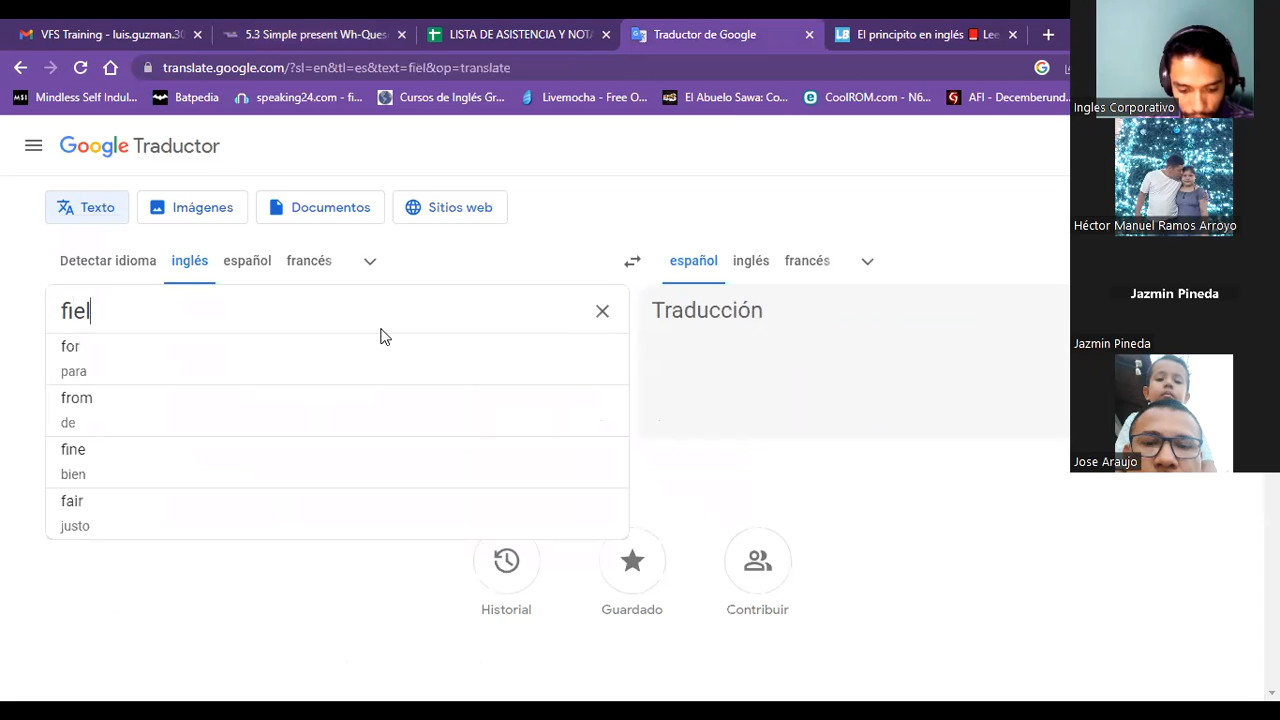 VFS Training - luis.guzman.30
5.3 Simple present Wh-Ques
LISTA DE ASISTENCIA Y NOTA
Traductor de Google
El principito en inglés 📕 Lee
translate.google.com/?sl=en&tl=es&text=fiel&op=translate
Mindless Self Indul...
Batpedia
speaking24.com - fi...
Cursos de Inglés Gr...
Livemocha - Free O...
El Abuelo Sawa: Co...
CoolROM.com - N6...
AFI - Decemberund
Ingles Corporativo
Google Traductor
Texto
Imágenes
Documentos
Sitios web
Héctor Manuel Ramos Arroyo
Detectar idioma
inglés
español
francés
español
inglés
francés
Jazmin Pineda
fiel
Traducción
for
para
Jazmin Pineda
from
de
fine
bien
Jose Araujo
fair
justo
Historial
Guardado
Contribuir